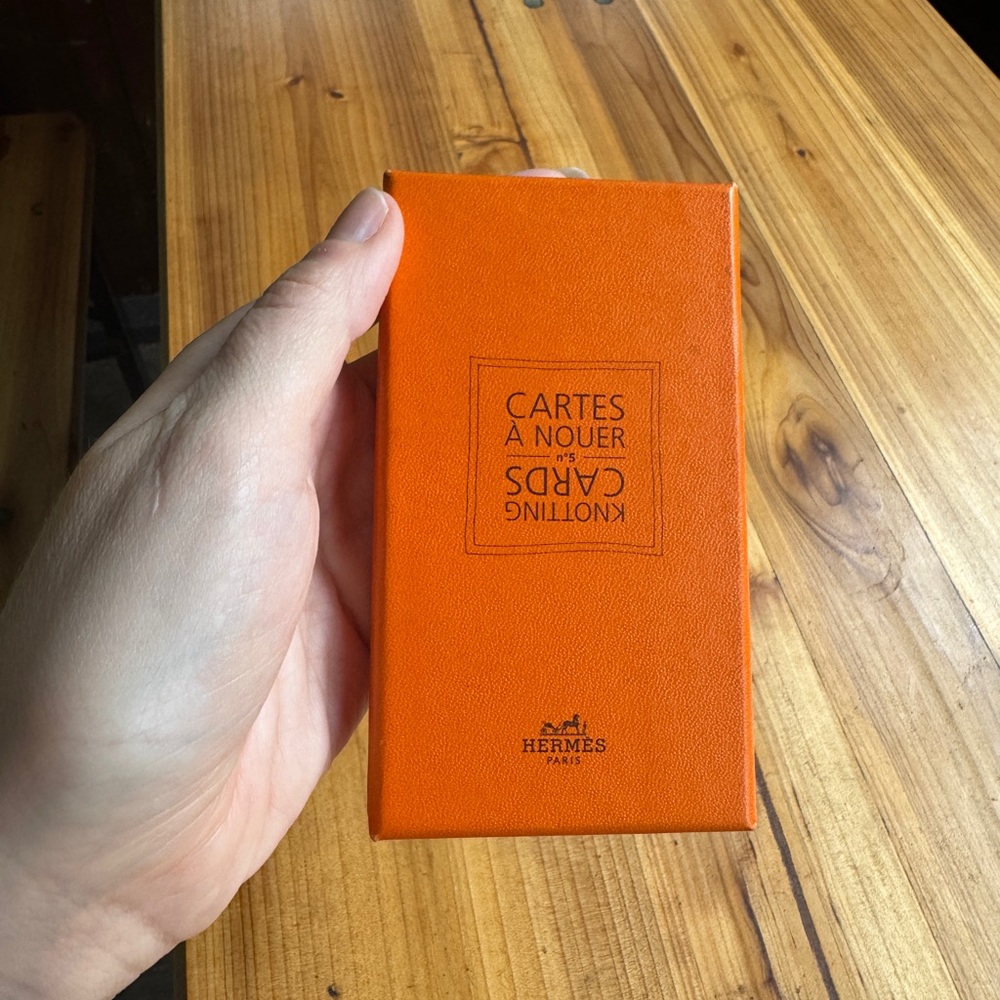 CARTES
À NOUER
n°5
CARDS
KNOTTING
HERMÈS
PARIS